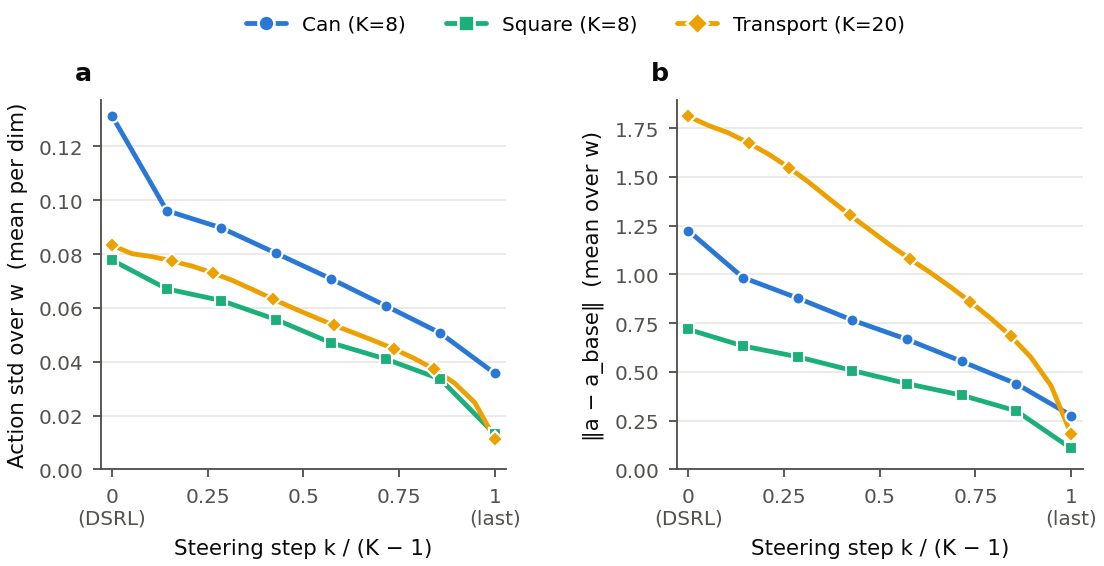 Can (K=8) Square (K=8) Transport (K=20)
a
Action std over w (mean per dim)
0.12
0.10
0.08
0.06
0.04
0.02
0.00
0 0.25 0.5 0.75 1
(DSRL) (last)
Steering step k / (K − 1)
b
‖a − a_base‖ (mean over w)
1.75
1.50
1.25
1.00
0.75
0.50
0.25
0.00
0 0.25 0.5 0.75 1
(DSRL) (last)
Steering step k / (K − 1)